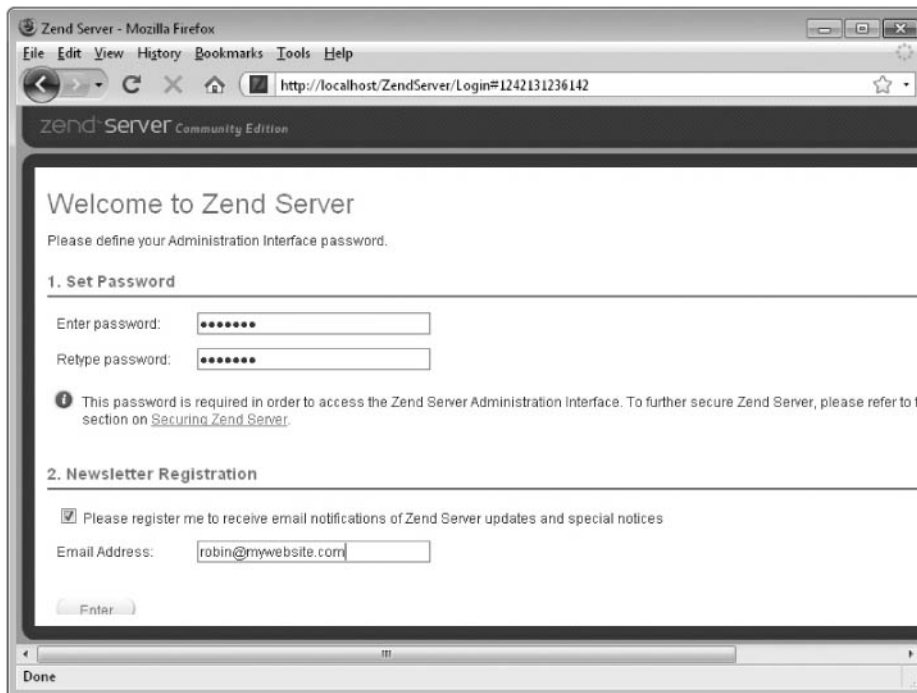 Zend Server - Mozilla Firefox
File Edit View History Bookmarks Tools Help
http://localhost/ZendServer/Login#1242131236142
zend server Community Edition
Welcome to Zend Server
Please define your Administration Interface password.
1. Set Password
Enter password: •••••••
Retype password: •••••••
This password is required in order to access the Zend Server Administration Interface. To further secure Zend Server, please refer to
section on Securing Zend Server.
2. Newsletter Registration
Please register me to receive email notifications of Zend Server updates and special notices
Email Address: robin@mywebsite.com
Enter
Done